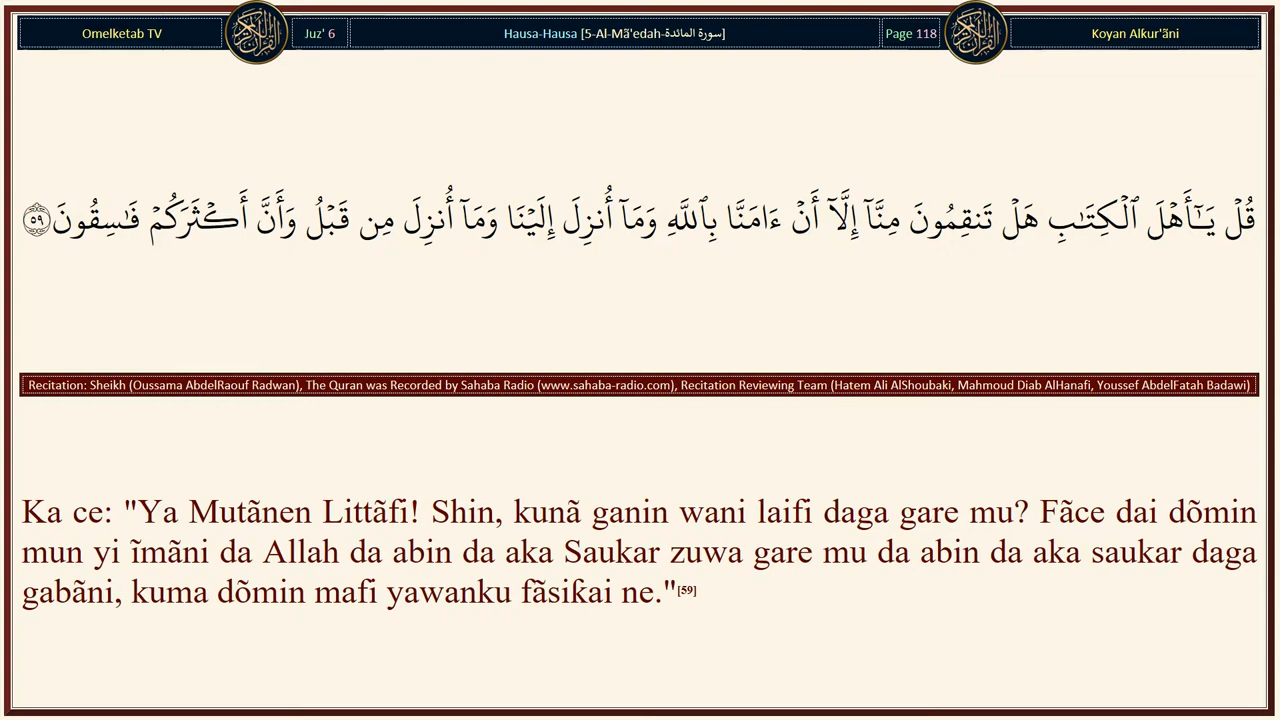 Omelketab TV
Juz' 6
Hausa-Hausa [5-Al-Mã'edah-سورة المائدة]
Page 118
Koyan Alƙur'ãni
قُلۡ يَـٰٓأَهۡلَ ٱلۡكِتَـٰبِ هَلۡ تَنقِمُونَ مِنَّآ إِلَّآ أَنۡ ءَامَنَّا بِٱللَّهِ وَمَآ أُنزِلَ إِلَيۡنَا وَمَآ أُنزِلَ مِن قَبۡلُ وَأَنَّ أَكۡثَرَكُمۡ فَـٰسِقُونَ ٥٩
Recitation: Sheikh (Oussama AbdelRaouf Radwan), The Quran was Recorded by Sahaba Radio (www.sahaba-radio.com), Recitation Reviewing Team (Hatem Ali AlShoubaki, Mahmoud Diab AlHanafi, Youssef AbdelFatah Badawi)
Ka ce: "Ya Mutãnen Littãfi! Shin, kunã ganin wani laifi daga gare mu? Fãce dai dõmin
mun yi ĩmãni da Allah da abin da aka Saukar zuwa gare mu da abin da aka saukar daga
gabãni, kuma dõmin mafi yawanku fãsiƙai ne."[59]